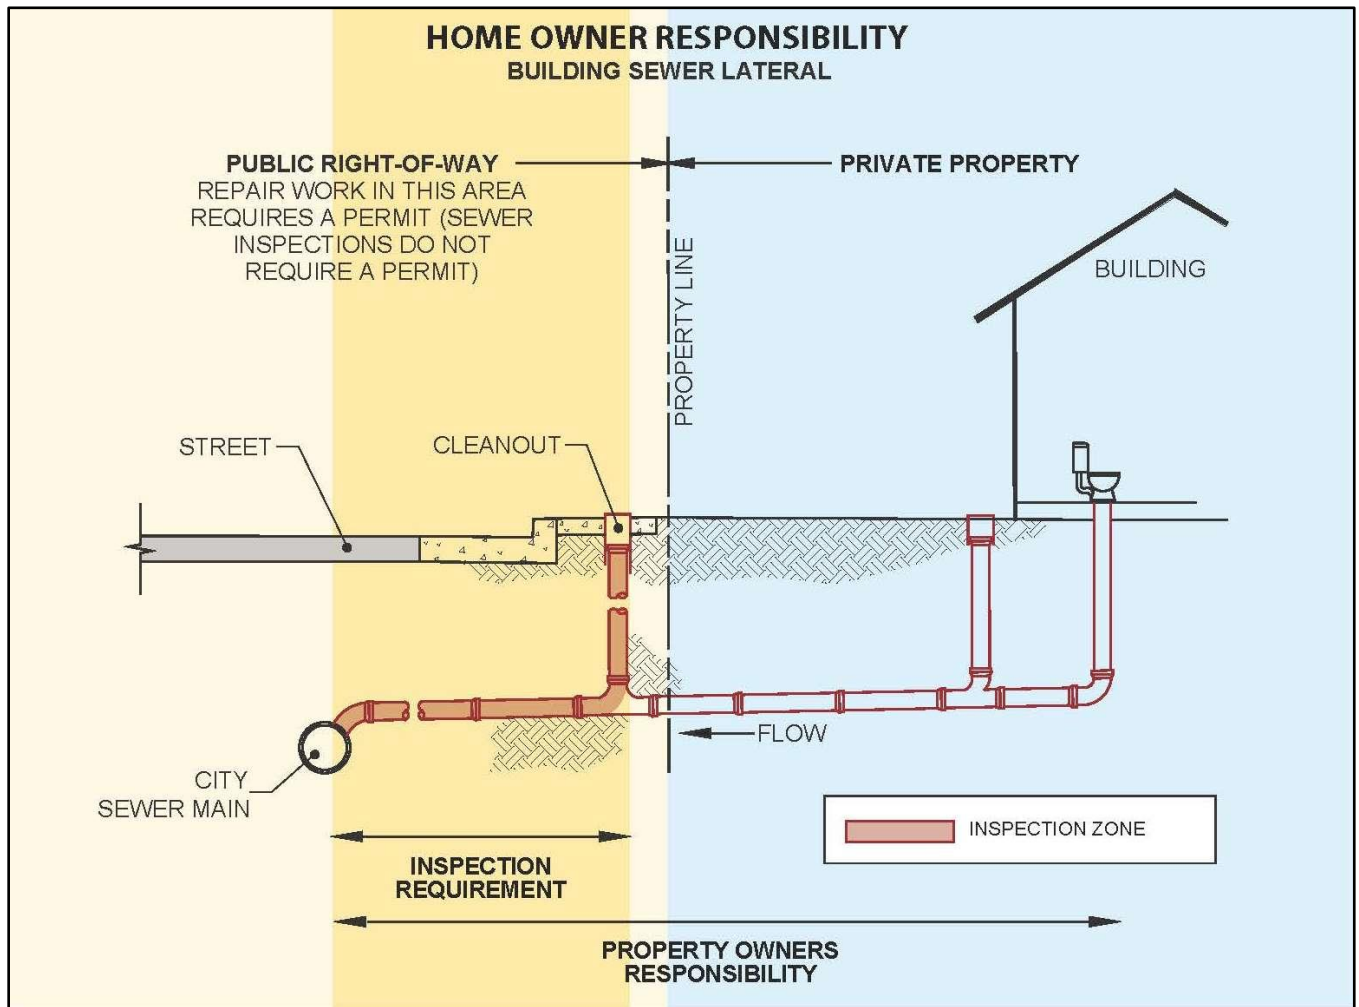 HOME OWNER RESPONSIBILITY
BUILDING SEWER LATERAL
PUBLIC RIGHT-OF-WAY
REPAIR WORK IN THIS AREA
REQUIRES A PERMIT (SEWER
INSPECTIONS DO NOT
REQUIRE A PERMIT)
PRIVATE PROPERTY
PROPERTY LINE
BUILDING
STREET
CLEANOUT
FLOW
CITY
SEWER MAIN
INSPECTION ZONE
INSPECTION
REQUIREMENT
PROPERTY OWNERS
RESPONSIBILITY